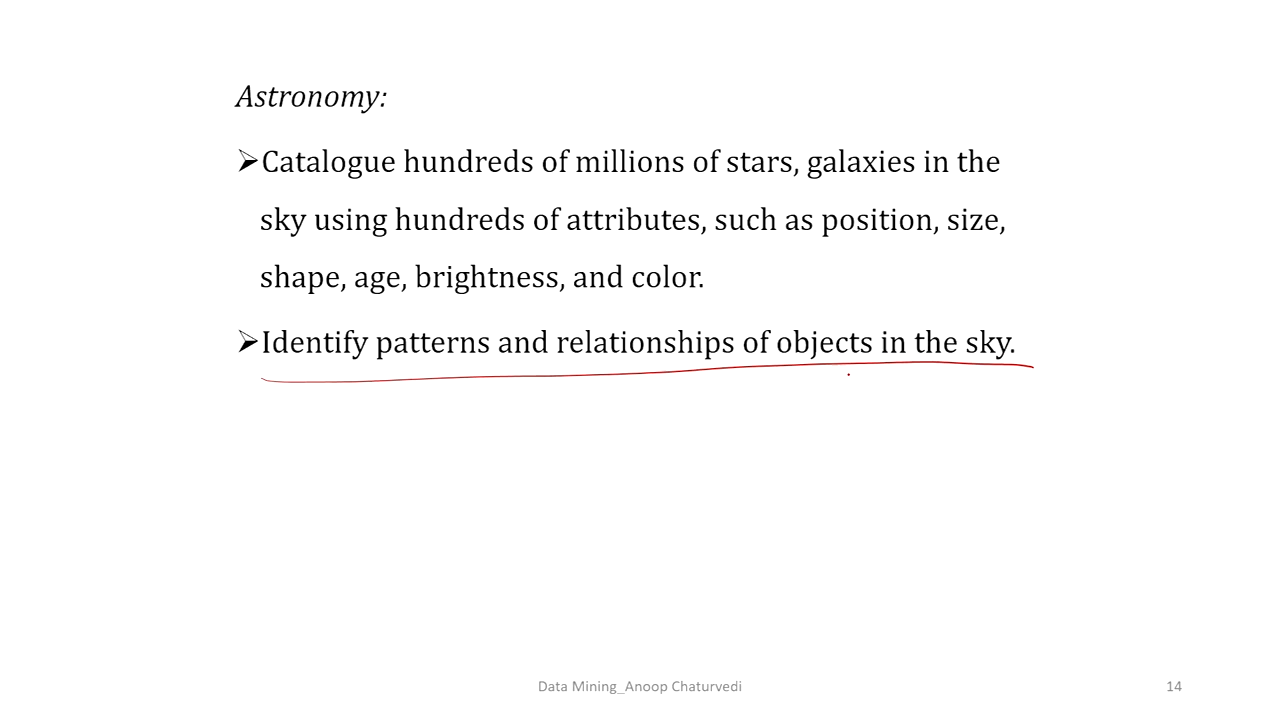 Astronomy:
➢Catalogue hundreds of millions of stars, galaxies in the
sky using hundreds of attributes, such as position, size,
shape, age, brightness, and color.
➢Identify patterns and relationships of objects in the sky.
Data Mining_Anoop Chaturvedi
14